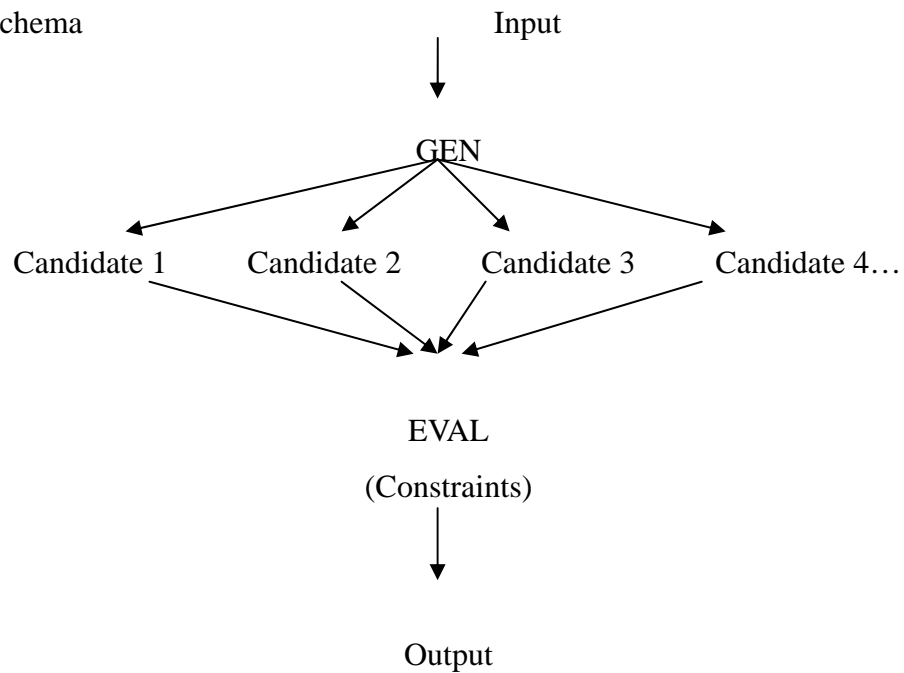 chema Input
GEN
Candidate 1 Candidate 2 Candidate 3 Candidate 4…
EVAL
(Constraints)
Output